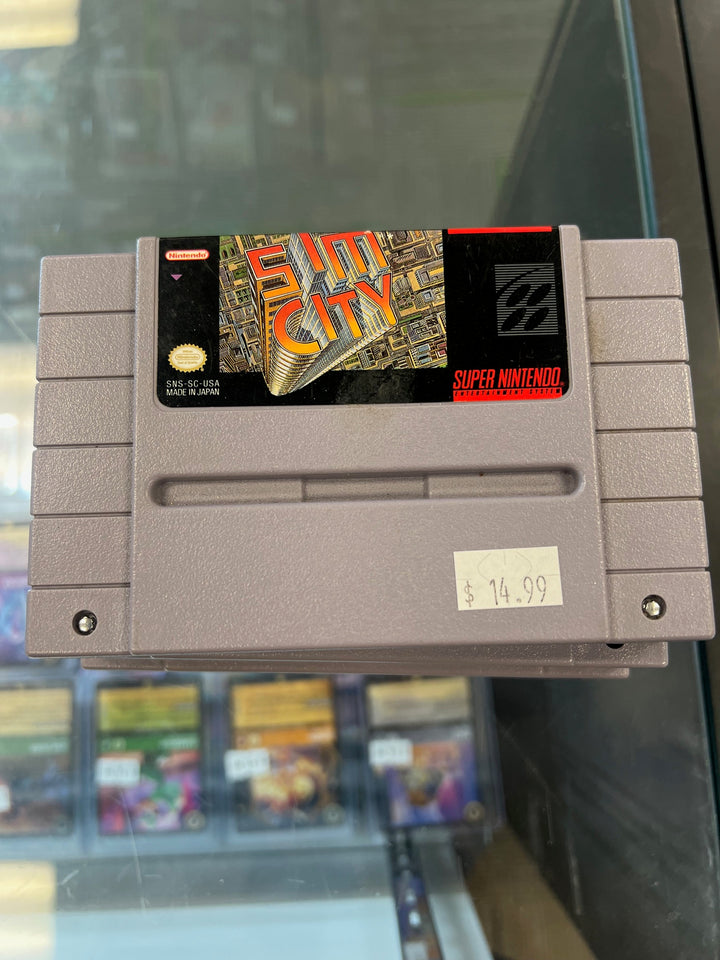 Nintendo
SIM
CITY
SNS-SC-USA
MADE IN JAPAN
SUPER NINTENDO
ENTERTAINMENT SYSTEM
$ 14.99